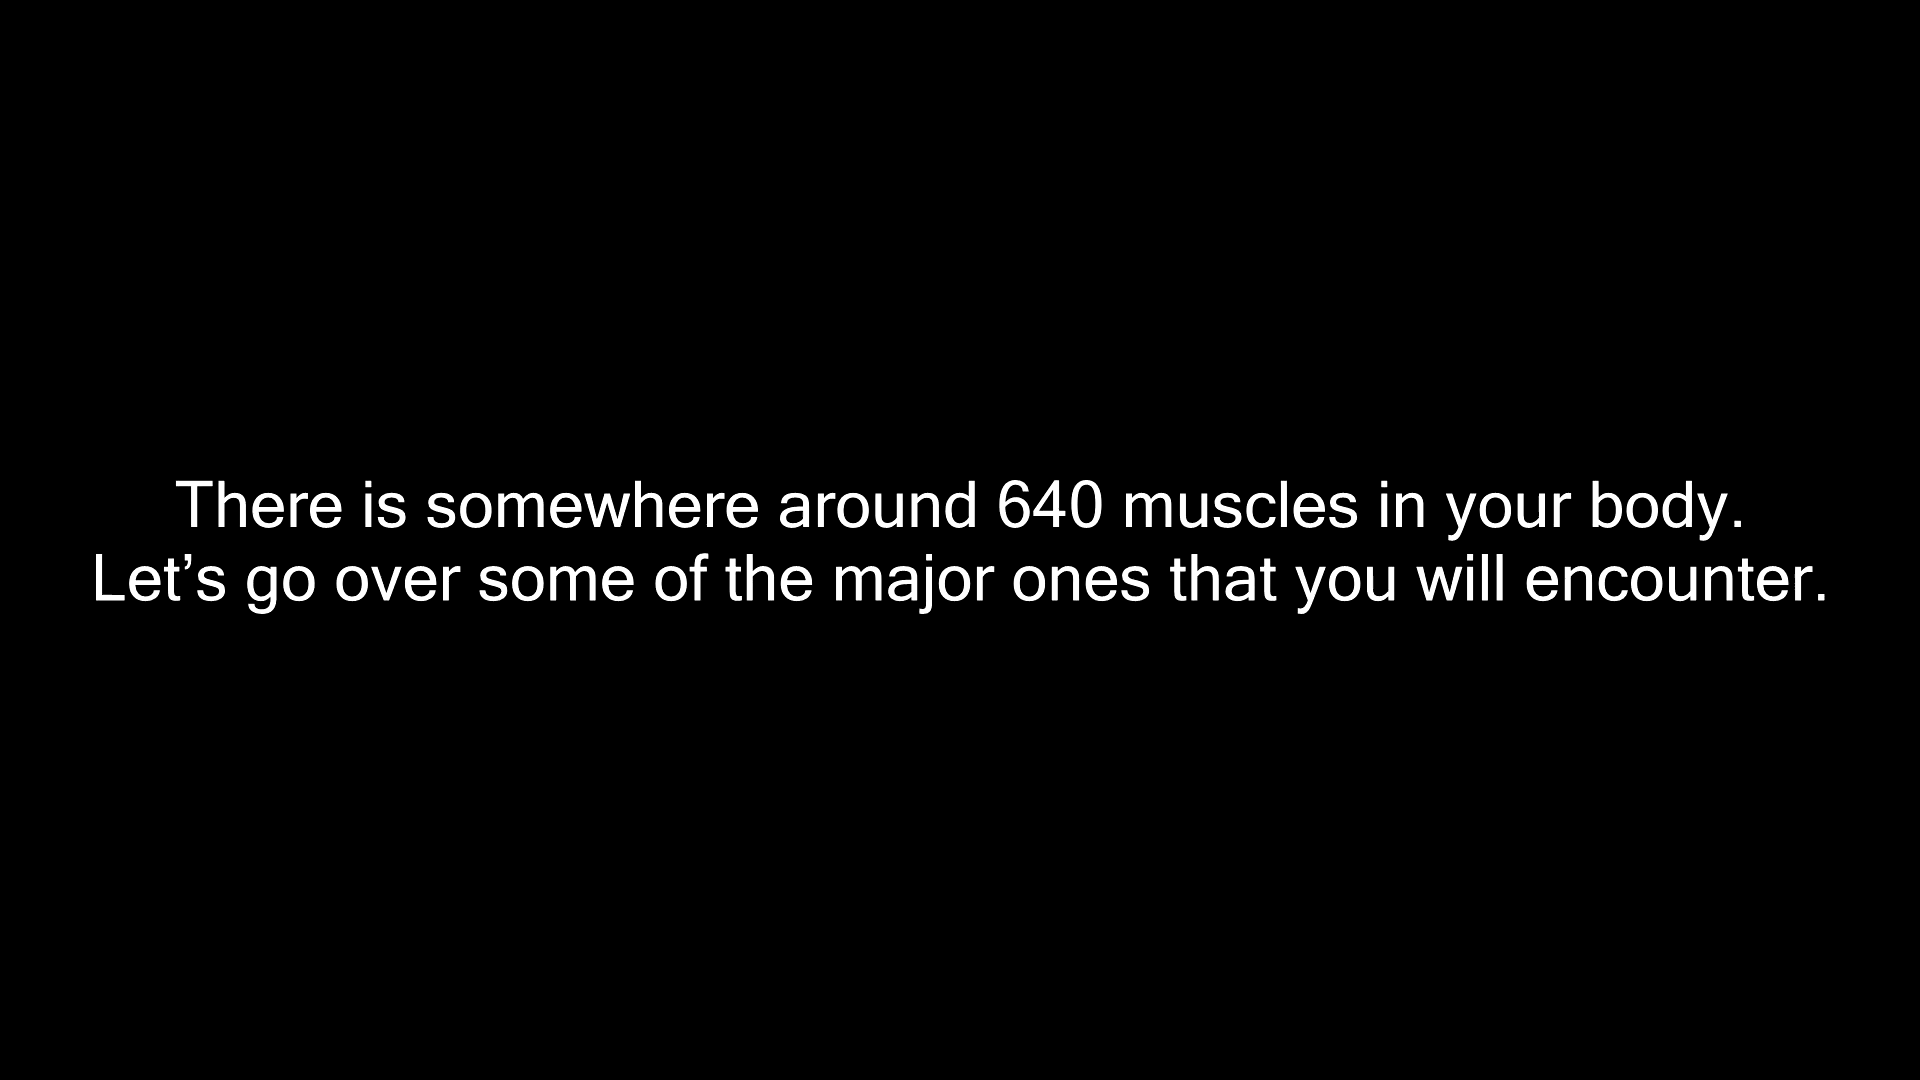 There is somewhere around 640 muscles in your body.
Let’s go over some of the major ones that you will encounter.